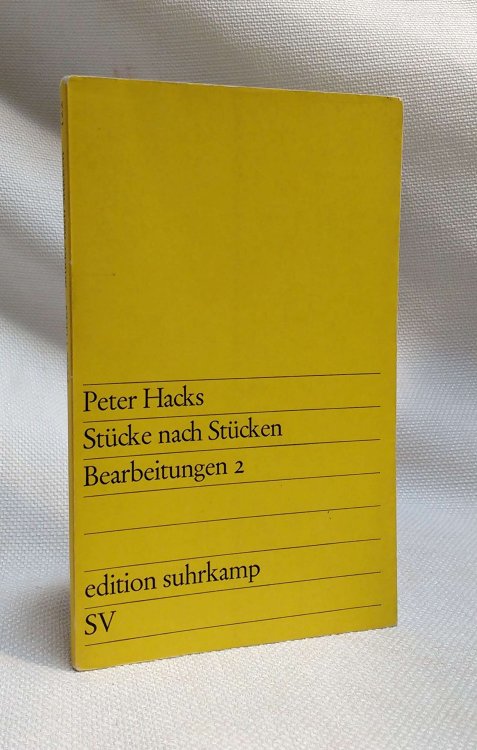 Peter Hacks
Stücke nach Stücken
Bearbeitungen 2
edition suhrkamp
SV